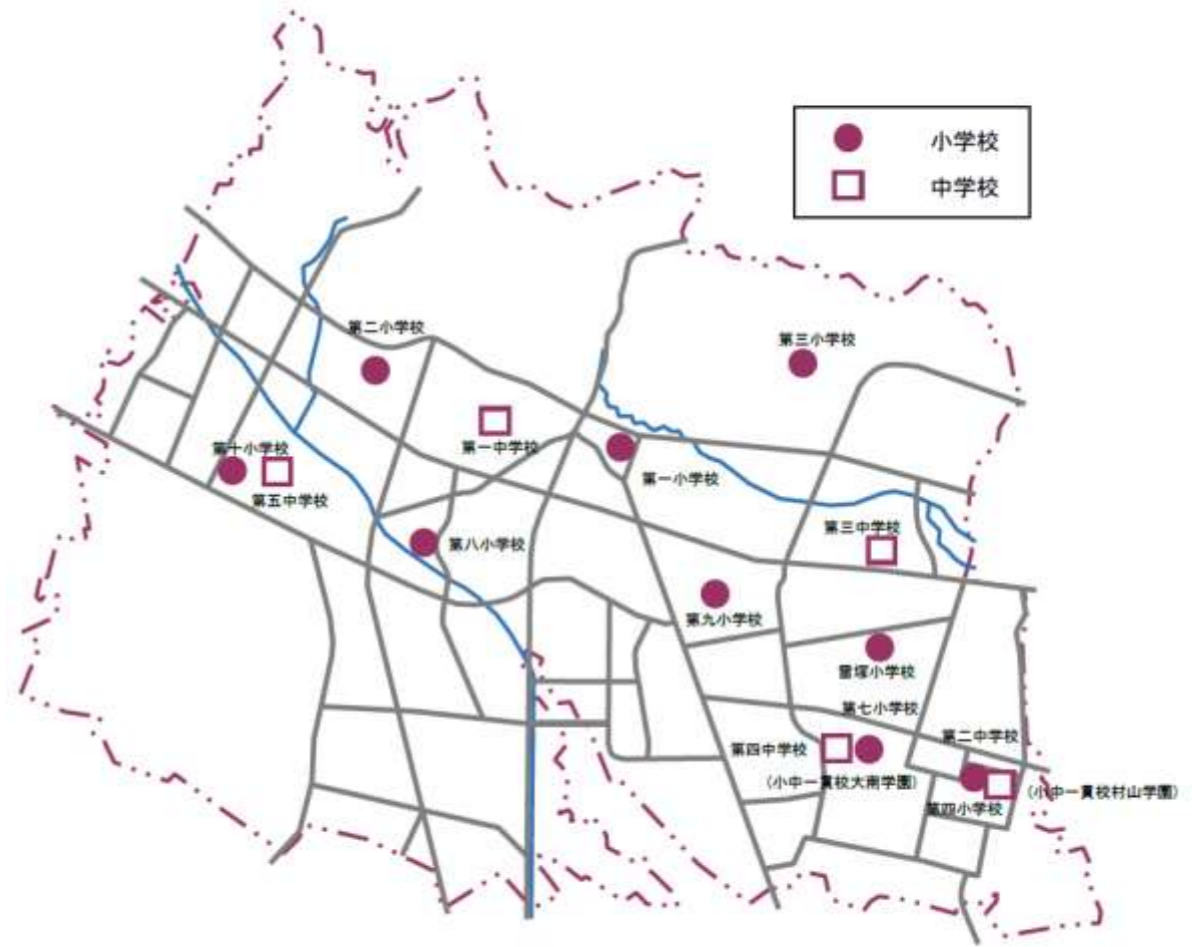 小学校
中学校
第二小学校
第三小学校
第一中学校
第十小学校
第一小学校
第五中学校
第三中学校
第八小学校
第九小学校
雷塚小学校
第七小学校
第二中学校
第四中学校
(小中一貫校大南学園)
(小中一貫校村山学園)
第四小学校